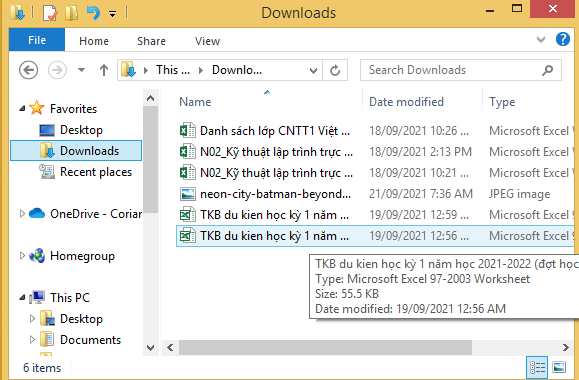 Downloads
File Home Share View
This ... Downlo... Search Downloads
Name Date modified Type
Favorites
Desktop
Downloads
Recent places
OneDrive - Corian
Homegroup
This PC
Desktop
Documents
Danh sách lớp CNTT1 Việt ... 18/09/2021 10:26 ... Microsoft Excel W
N02_Kỹ thuật lập trình trực ... 18/09/2021 2:13 PM Microsoft Excel W
N02_Kỹ thuật lập trình trực ... 18/09/2021 10:21 ... Microsoft Excel W
neon-city-batman-beyond... 21/09/2021 7:36 AM JPEG image
TKB du kien học kỳ 1 năm ... 19/09/2021 12:59 ... Microsoft Excel 9
TKB du kien học kỳ 1 năm ... 19/09/2021 12:56 ... Microsoft Excel 9
TKB du kien học kỳ 1 năm học 2021-2022 (đợt học
Type: Microsoft Excel 97-2003 Worksheet
Size: 55.5 KB
Date modified: 19/09/2021 12:56 AM
6 items